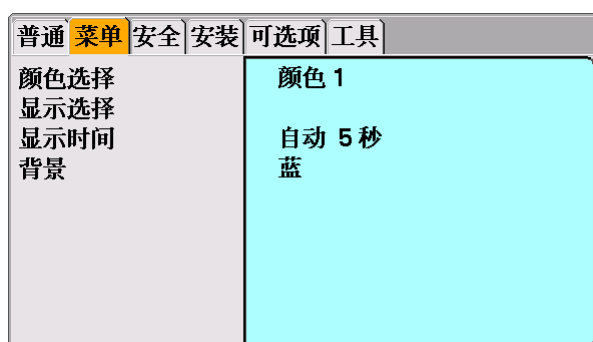 普通 菜单 安全 安装 可选项 工具
颜色选择 颜色 1
显示选择
显示时间 自动 5 秒
背景 蓝